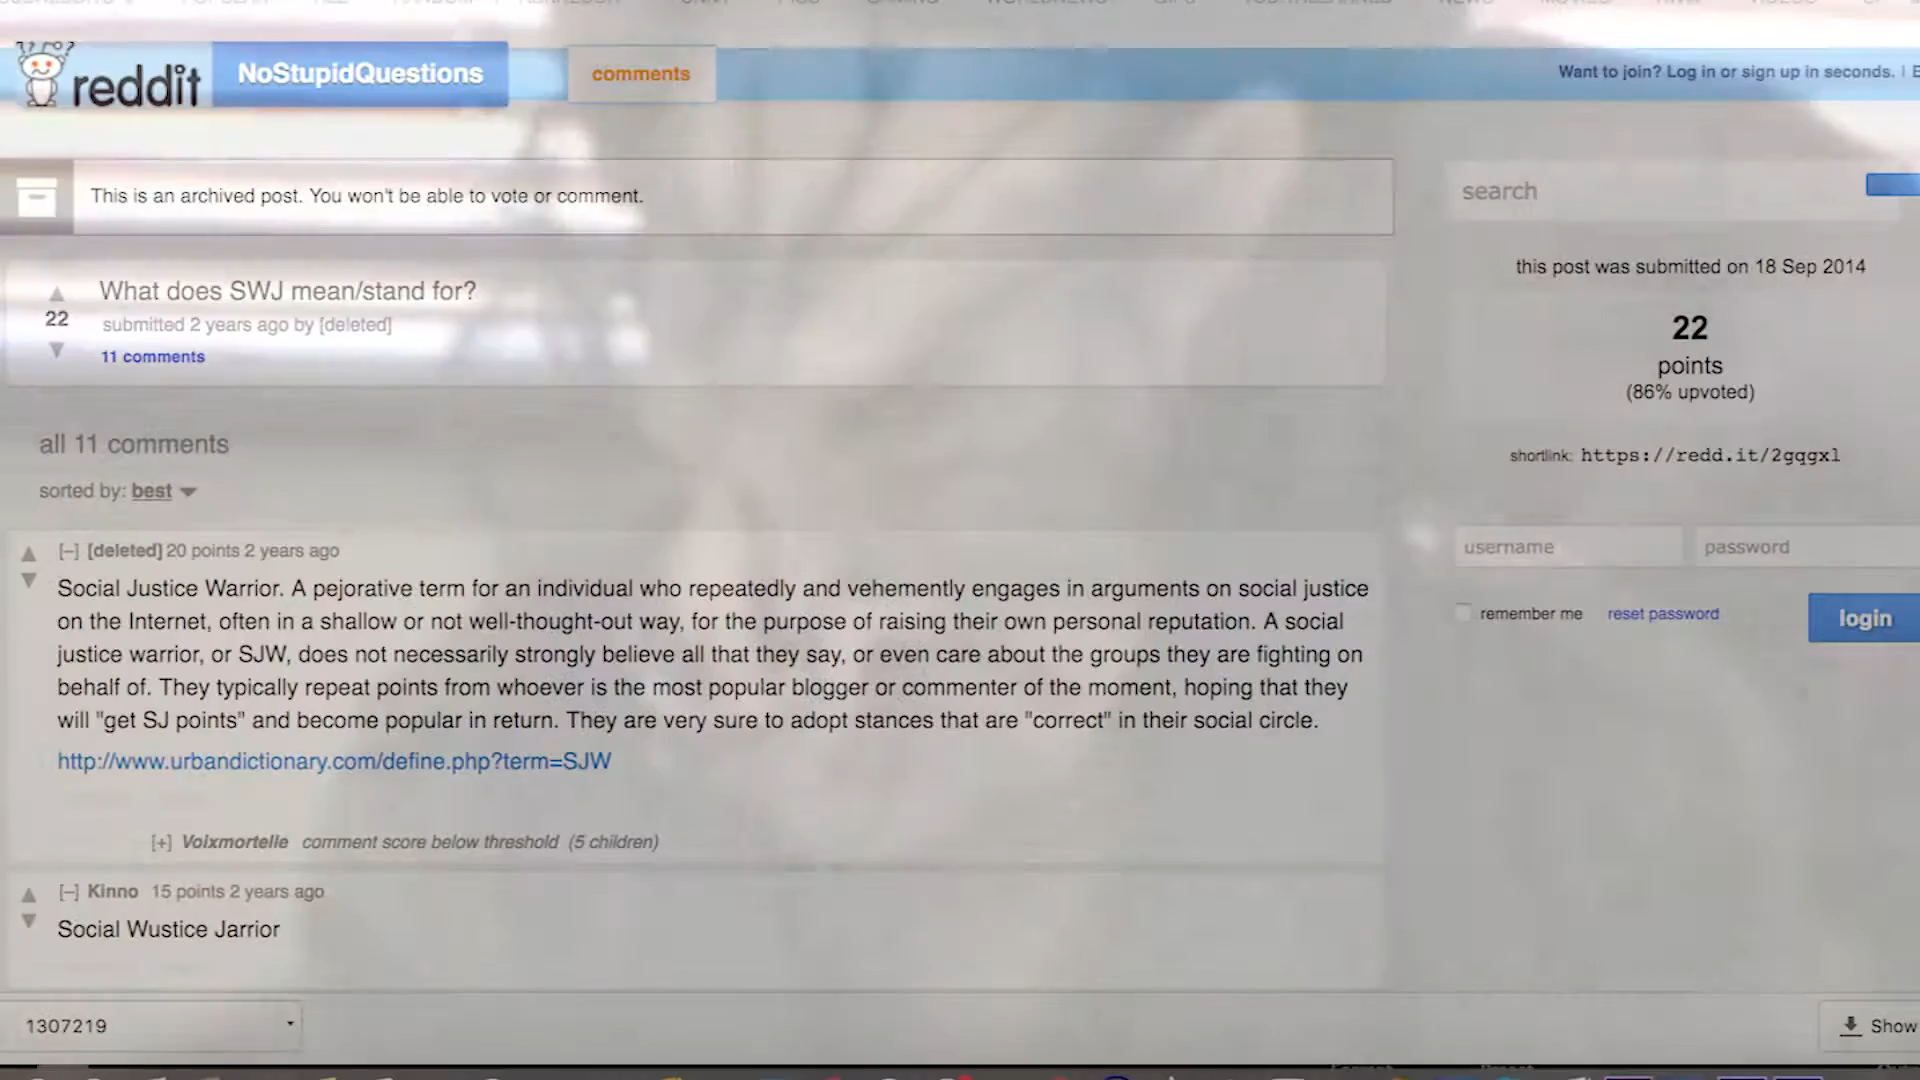 reddit NoStupidQuestions comments Want to join? Log in or sign up in seconds. |
This is an archived post. You won't be able to vote or comment.
search
this post was submitted on 18 Sep 2014
22
points
(86% upvoted)
shortlink: https://redd.it/2gqgxl
What does SWJ mean/stand for?
22
submitted 2 years ago by [deleted]
11 comments
all 11 comments
sorted by: best
username password
remember me reset password login
[–] [deleted] 20 points 2 years ago
Social Justice Warrior. A pejorative term for an individual who repeatedly and vehemently engages in arguments on social justice
on the Internet, often in a shallow or not well-thought-out way, for the purpose of raising their own personal reputation. A social
justice warrior, or SJW, does not necessarily strongly believe all that they say, or even care about the groups they are fighting on
behalf of. They typically repeat points from whoever is the most popular blogger or commenter of the moment, hoping that they
will "get SJ points" and become popular in return. They are very sure to adopt stances that are "correct" in their social circle.
http://www.urbandictionary.com/define.php?term=SJW
[+] Voixmortelle comment score below threshold (5 children)
[–] Kinno 15 points 2 years ago
Social Wustice Jarrior
1307219
Show